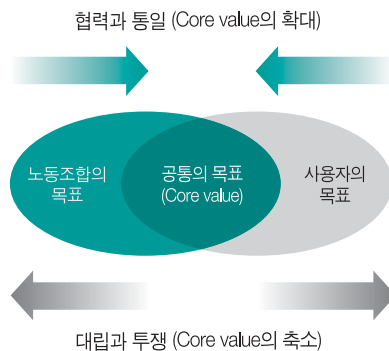 협력과 통일 (Core value의 확대)
노동조합의
목표
공통의 목표
(Core value)
사용자의
목표
대립과 투쟁 (Core value의 축소)